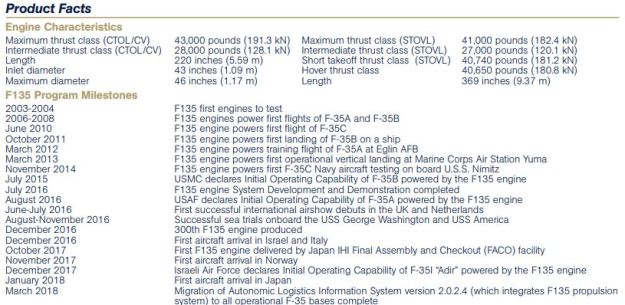 Product Facts
Engine Characteristics
Maximum thrust class (CTOL/CV) 43,000 pounds (191.3 kN) Maximum thrust class (STOVL) 41,000 pounds (182.4 kN)
Intermediate thrust class (CTOL/CV) 28,000 pounds (128.1 kN) Intermediate thrust class (STOVL) 27,000 pounds (120.1 kN)
Length 220 inches (5.59 m) Short takeoff thrust class (STOVL) 40,740 pounds (181.2 kN)
Inlet diameter 43 inches (1.09 m) Hover thrust class 40,650 pounds (180.8 kN)
Maximum diameter 46 inches (1.17 m) Length 369 inches (9.37 m)
F135 Program Milestones
2003-2004 F135 first engines to test
2006-2008 F135 engines power first flights of F-35A and F-35B
June 2010 F135 engine powers first flight of F-35C
October 2011 F135 engine powers first landing of F-35B on a ship
March 2012 F135 engine powers training flight of F-35A at Eglin AFB
March 2013 F135 engine powers first operational vertical landing at Marine Corps Air Station Yuma
November 2014 F135 engine powers first F-35C Navy aircraft testing on board U.S.S. Nimitz
July 2015 USMC declares Initial Operating Capability of F-35B powered by the F135 engine
July 2016 F135 engine System Development and Demonstration completed
August 2016 USAF declares Initial Operating Capability of F-35A powered by the F135 engine
June-July 2016 First successful international airshow debuts in the UK and Netherlands
August-November 2016 Successful sea trials onboard the USS George Washington and USS America
December 2016 300th F135 engine produced
December 2016 First aircraft arrival in Israel and Italy
October 2017 First F135 engine delivered by Japan IHI Final Assembly and Checkout (FACO) facility
November 2017 First aircraft arrival in Norway
December 2017 Israeli Air Force declares Initial Operating Capability of F-35I "Adir" powered by the F135 engine
January 2018 First aircraft arrival in Japan
March 2018 Migration of Autonomic Logistics Information System version 2.0.2.4 (which integrates F135 propulsion
system) to all operational F-35 bases complete